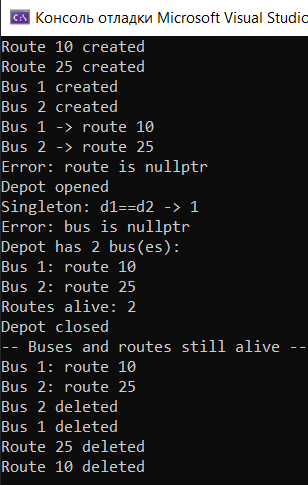 Консоль отладки Microsoft Visual Studio
Route 10 created
Route 25 created
Bus 1 created
Bus 2 created
Bus 1 -> route 10
Bus 2 -> route 25
Error: route is nullptr
Depot opened
Singleton: d1==d2 -> 1
Error: bus is nullptr
Depot has 2 bus(es):
Bus 1: route 10
Bus 2: route 25
Routes alive: 2
Depot closed
-- Buses and routes still alive --
Bus 1: route 10
Bus 2: route 25
Bus 2 deleted
Bus 1 deleted
Route 25 deleted
Route 10 deleted